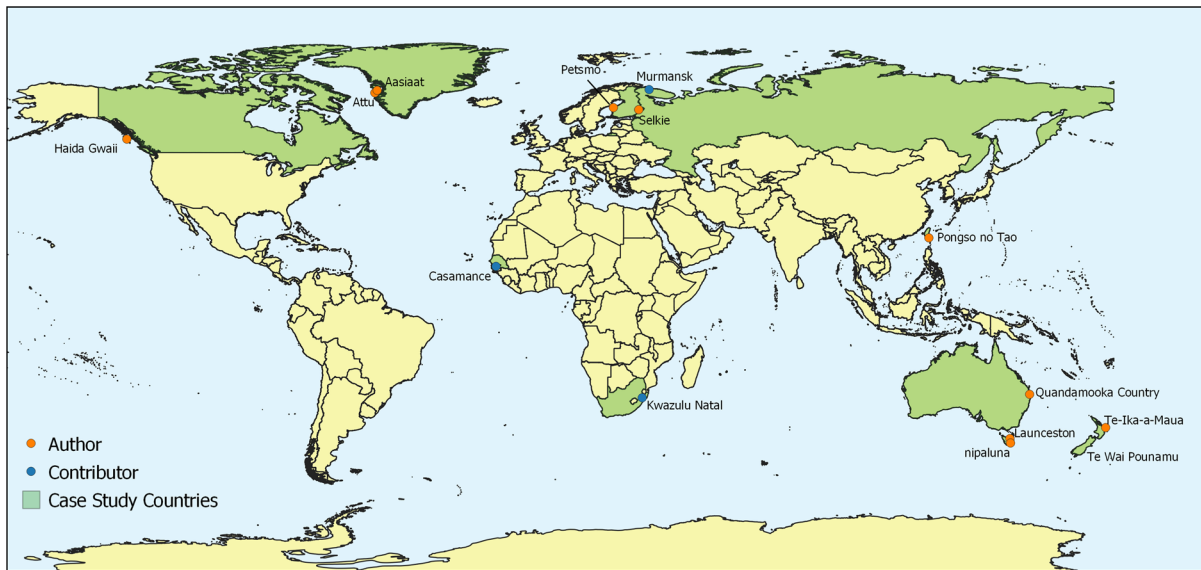 Petsmo
Murmansk
Aasiaat
Attu
Selkie
Haida Gwaii
Pongso no Tao
Casamance
Quandamooka Country
Kwazulu Natal
Te-Ika-a-Maua
Launceston
nipaluna
Te Wai Pounamu
Author
Contributor
Case Study Countries